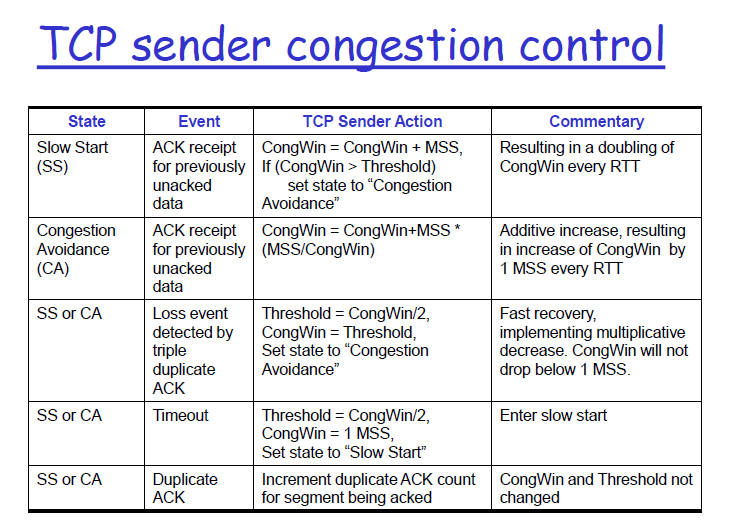 TCP sender congestion control
State
Event
TCP Sender Action
Commentary
Slow Start
(SS)
ACK receipt
for previously
unacked
data
CongWin = CongWin + MSS,
If (CongWin > Threshold)
set state to “Congestion
Avoidance”
Resulting in a doubling of
CongWin every RTT
Congestion
Avoidance
(CA)
ACK receipt
for previously
unacked
data
CongWin = CongWin+MSS *
(MSS/CongWin)
Additive increase, resulting
in increase of CongWin by
1 MSS every RTT
SS or CA
Loss event
detected by
triple
duplicate
ACK
Threshold = CongWin/2,
CongWin = Threshold,
Set state to “Congestion
Avoidance”
Fast recovery,
implementing multiplicative
decrease. CongWin will not
drop below 1 MSS.
SS or CA
Timeout
Threshold = CongWin/2,
CongWin = 1 MSS,
Set state to “Slow Start”
Enter slow start
SS or CA
Duplicate
ACK
Increment duplicate ACK count
for segment being acked
CongWin and Threshold not
changed